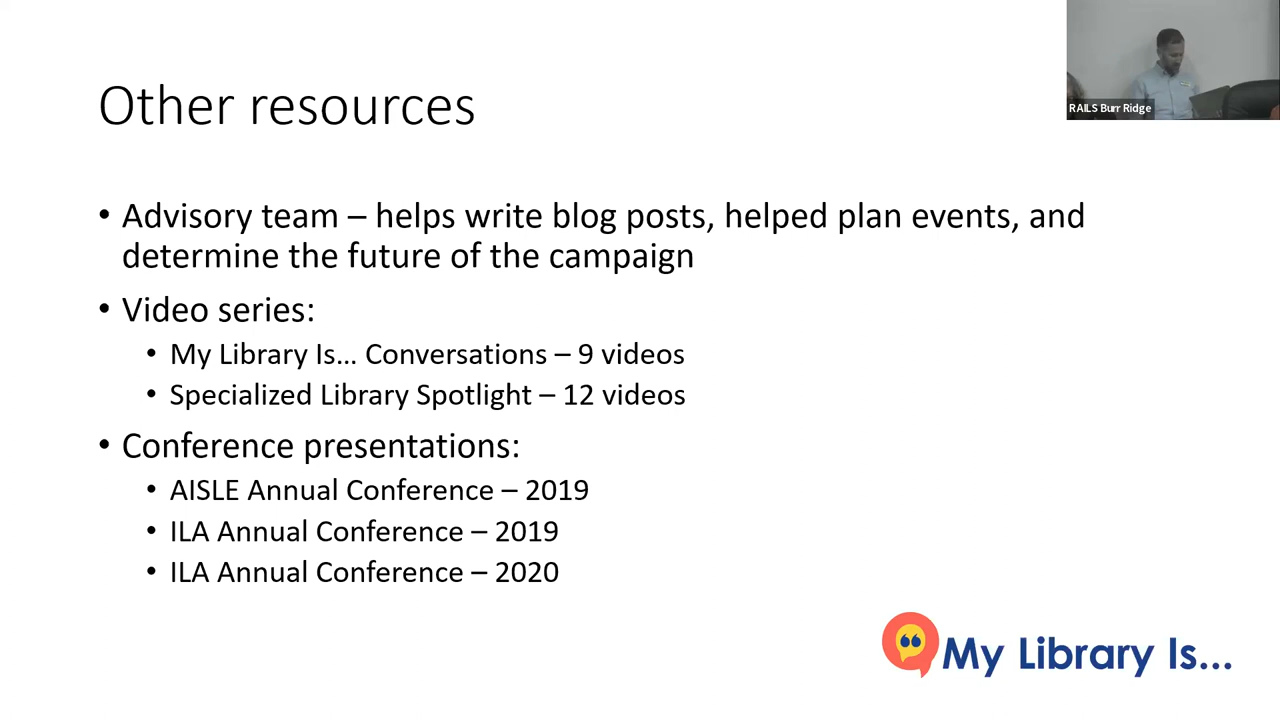 RAILS Burr Ridge
Other resources
• Advisory team – helps write blog posts, helped plan events, and
determine the future of the campaign
• Video series:
• My Library Is... Conversations – 9 videos
• Specialized Library Spotlight – 12 videos
• Conference presentations:
• AISLE Annual Conference – 2019
• ILA Annual Conference – 2019
• ILA Annual Conference – 2020
My Library Is...